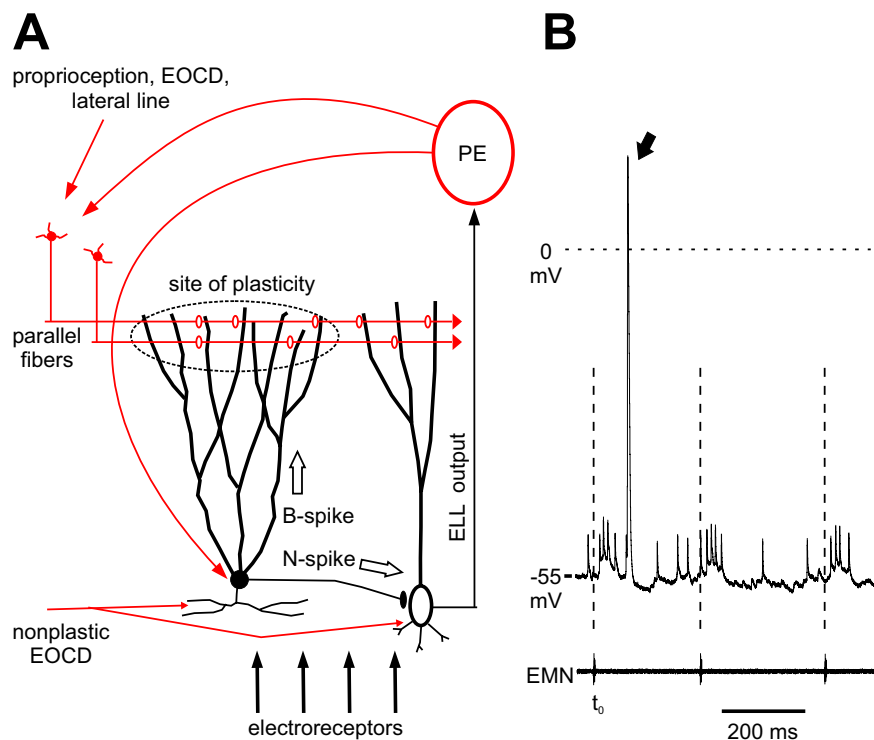 A
proprioception, EOCD,
lateral line
PE
site of plasticity
parallel
fibers
B-spike
N-spike
ELL output
nonplastic
EOCD
electroreceptors
B
0
mV
-55
mV
EMN
t0
200 ms